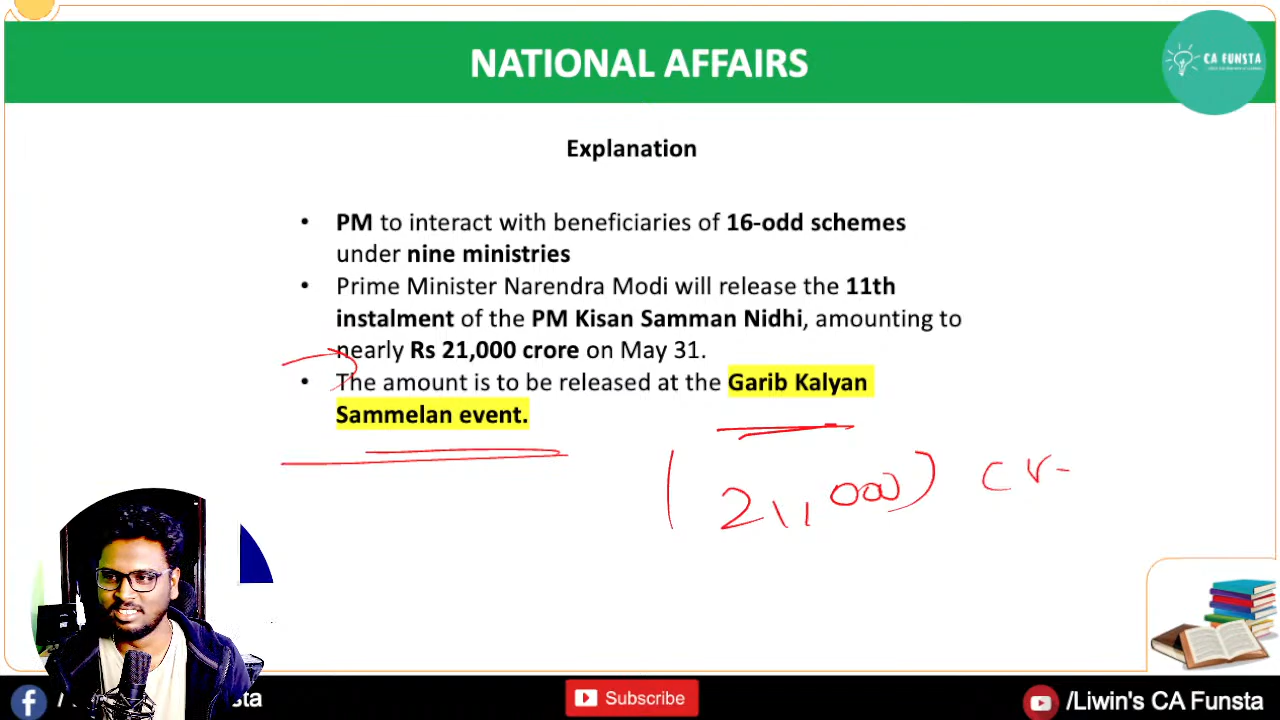 NATIONAL AFFAIRS
CA FUNSTA
Explanation
• PM to interact with beneficiaries of 16-odd schemes
under nine ministries
• Prime Minister Narendra Modi will release the 11th
instalment of the PM Kisan Samman Nidhi, amounting to
nearly Rs 21,000 crore on May 31.
• The amount is to be released at the Garib Kalyan
Sammelan event.
(21,000) cr
sta
Subscribe
/Liwin's CA Funsta